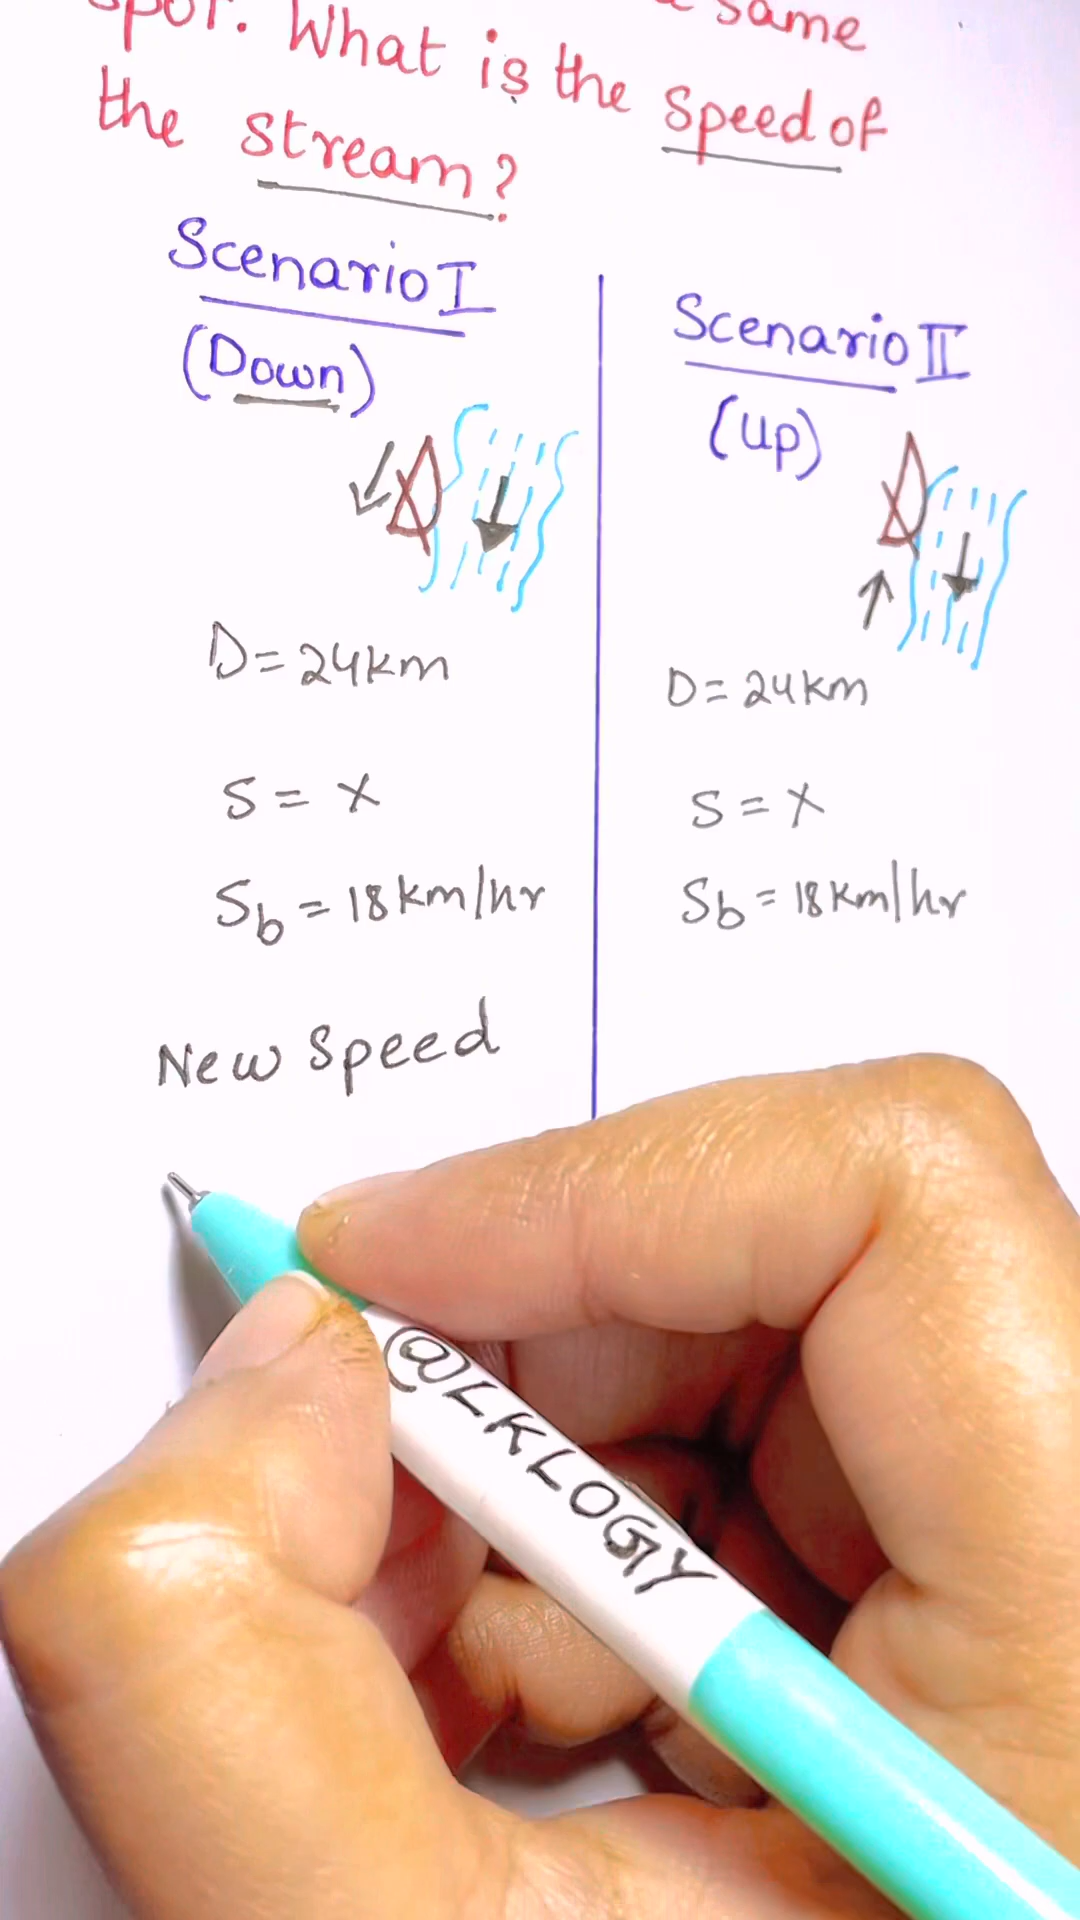 same
spot. What is the speed of
the stream?
Scenario I
(Down)
D = 24km
S = x
Sb = 18km/hr
New Speed
Scenario II
(up)
D = 24km
S = x
Sb = 18km/hr
@LKLOGY